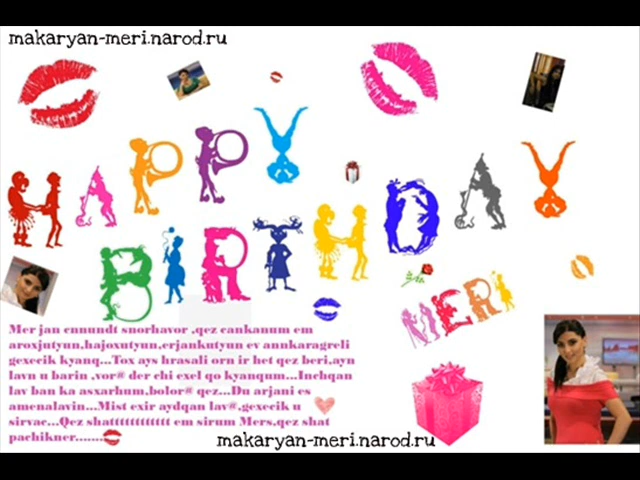 makaryan-meri.narod.ru
HAPPY
BIRTHDAY
MERI
Mer jan cnnundt snorhavor ,qez cankanum em
aroxjutyun,hajoxutyun,erjankutyun ev annkaragreli
gexecik kyanq...Tox ays hrasali orn ir het qez beri,ayn
lavn u barin ,vor# der chi exel qo kyanqum...Inchqan
lav ban ka asxarhum,bolor# qez...Du arjani es
amenalavin...Mist exir aydqan lav#,gexecik u
sirvac...Qez shatttttttttttt em sirum Mers,qez shat
pachikner.......
makaryan-meri.narod.ru